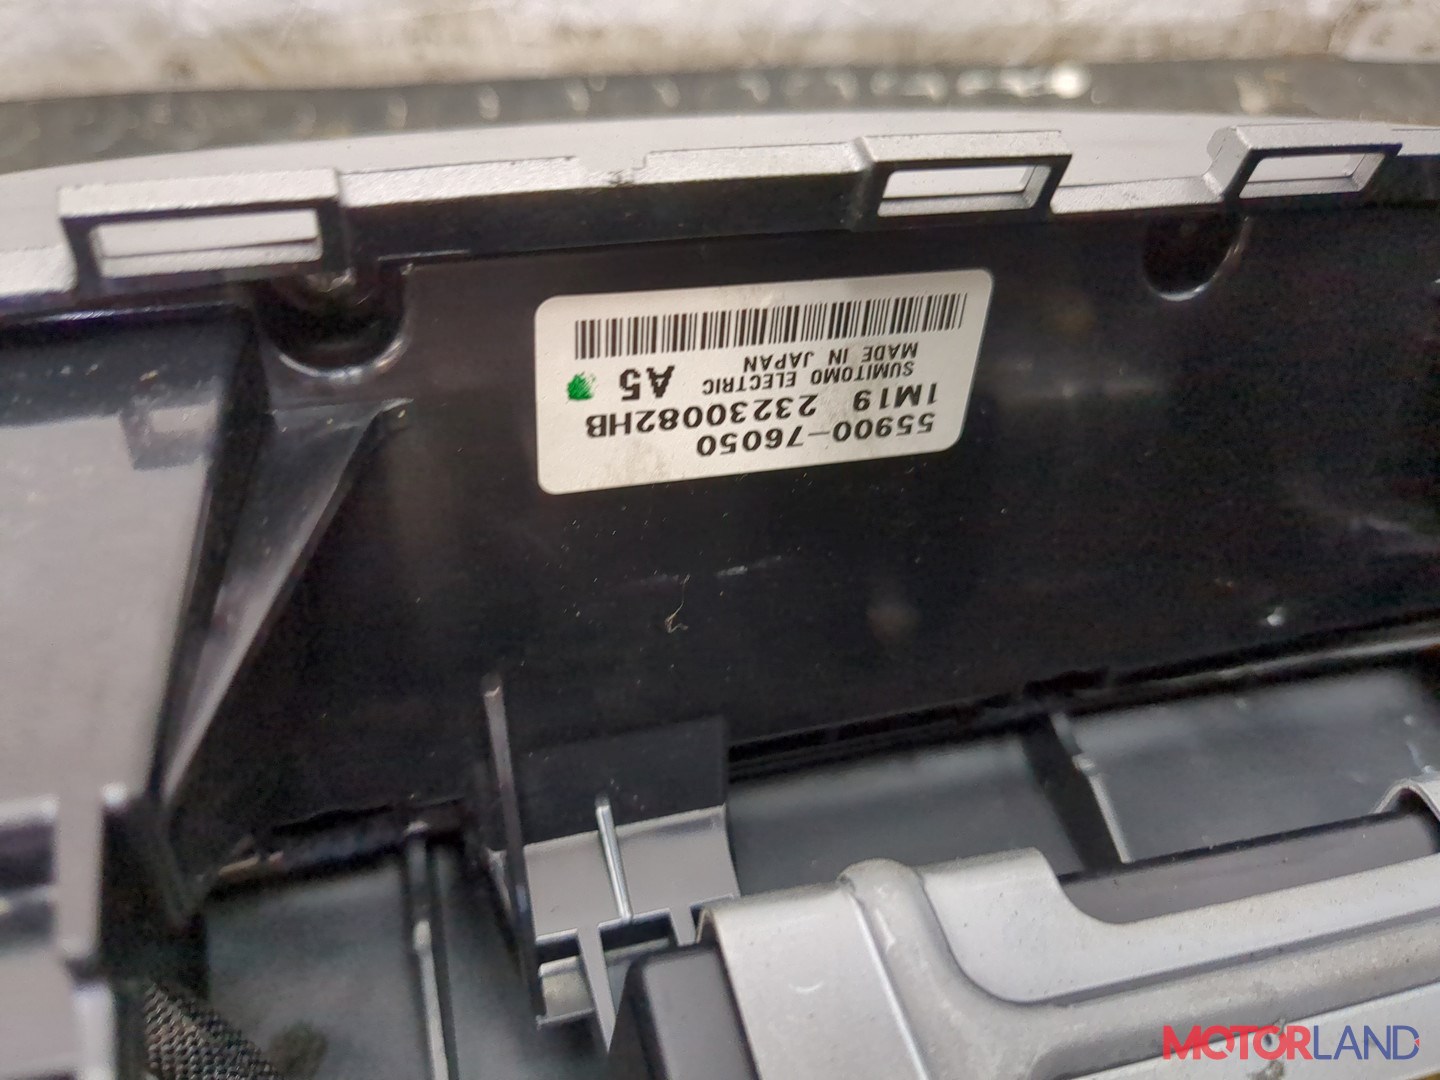 55900-76050
1M19 23230082HB
SUMITOMO ELECTRIC
MADE IN JAPAN
A5
MOTORLAND